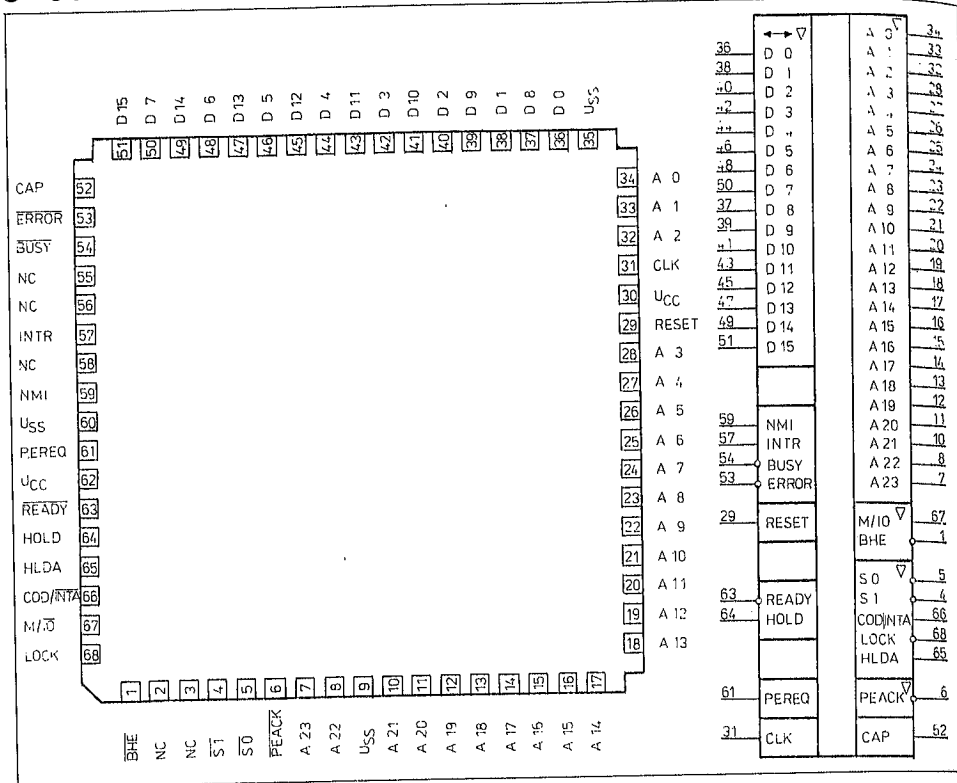 D 15
D 7
D 14
D 6
D 13
D 5
D 12
D 4
D 11
D 3
D 10
D 2
D 9
D 1
D 8
D 0
USS
51
50
49
48
47
46
45
44
43
42
41
40
39
38
37
36
35
CAP 52
ERROR 53
BUSY 54
NC 55
NC 56
INTR 57
NC 58
NMI 59
USS 60
PEREQ 61
UCC 62
READY 63
HOLD 64
HLDA 65
COD/INTA 66
M/IO 67
LOCK 68
34 A 0
33 A 1
32 A 2
31 CLK
30 UCC
29 RESET
28 A 3
27 A 4
26 A 5
25 A 6
24 A 7
23 A 8
22 A 9
21 A 10
20 A 11
19 A 12
18 A 13
1
2
3
4
5
6
7
8
9
10
11
12
13
14
15
16
17
BHE
NC
NC
S1
S0
PEACK
A 23
A 22
USS
A 21
A 20
A 19
A 18
A 17
A 16
A 15
A 14
36 D 0
38 D 1
40 D 2
42 D 3
44 D 4
46 D 5
48 D 6
50 D 7
37 D 8
39 D 9
41 D 10
43 D 11
45 D 12
47 D 13
49 D 14
51 D 15
59 NMI
57 INTR
54 BUSY
53 ERROR
29 RESET
63 READY
64 HOLD
61 PEREQ
31 CLK
A 0 34
A 1 33
A 2 32
A 3 28
A 4
A 5 26
A 6 25
A 7 24
A 8 23
A 9 22
A 10 21
A 11 20
A 12 19
A 13 18
A 14 17
A 15 16
A 16 15
A 17 14
A 18 13
A 19 12
A 20 11
A 21 10
A 22 8
A 23 7
M/IO 67
BHE 1
S 0 5
S 1 4
COD/INTA 66
LOCK 68
HLDA 65
PEACK 6
CAP 52